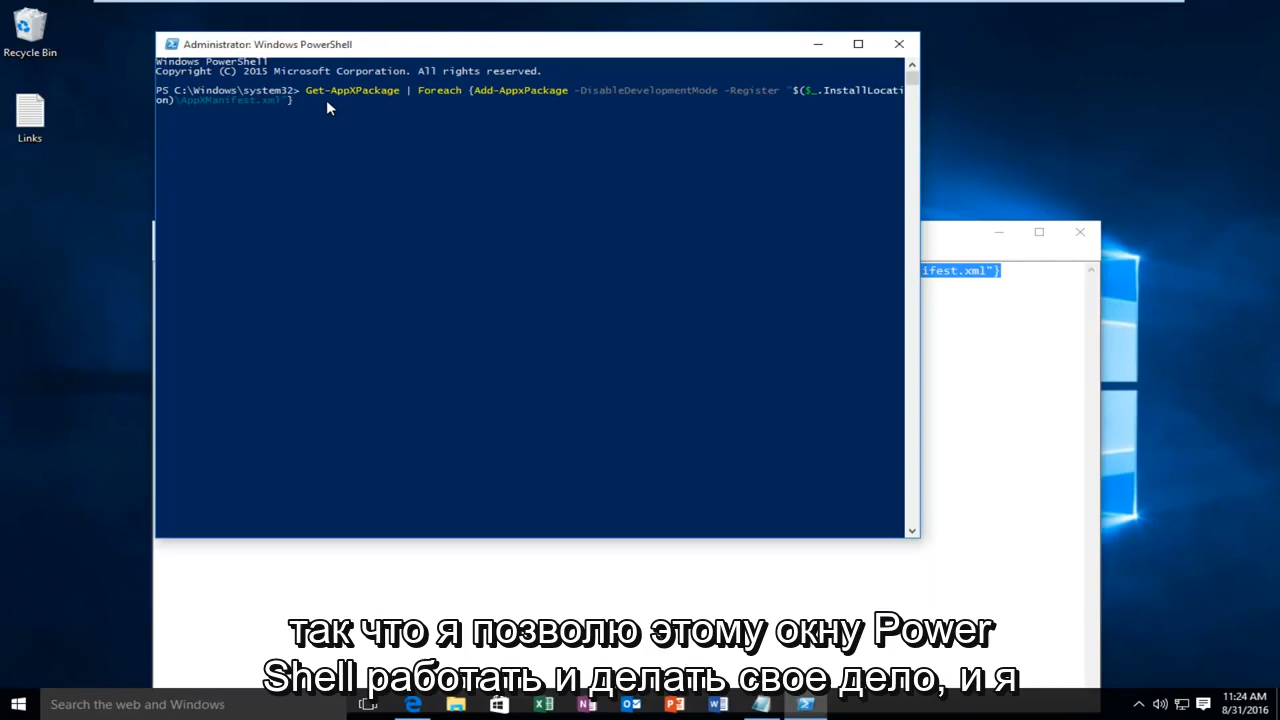 Recycle Bin
Links
Administrator: Windows PowerShell
Windows PowerShell
Copyright (C) 2015 Microsoft Corporation. All rights reserved.
PS C:\Windows\system32> Get-AppXPackage | Foreach {Add-AppxPackage -DisableDevelopmentMode -Register "$($_.InstallLocati
on)\AppXManifest.xml"}
ifest.xml"}
так что я позволю этому окну Power
Shell работать и делать свое дело, и я
Search the web and Windows
11:24 AM
8/31/2016